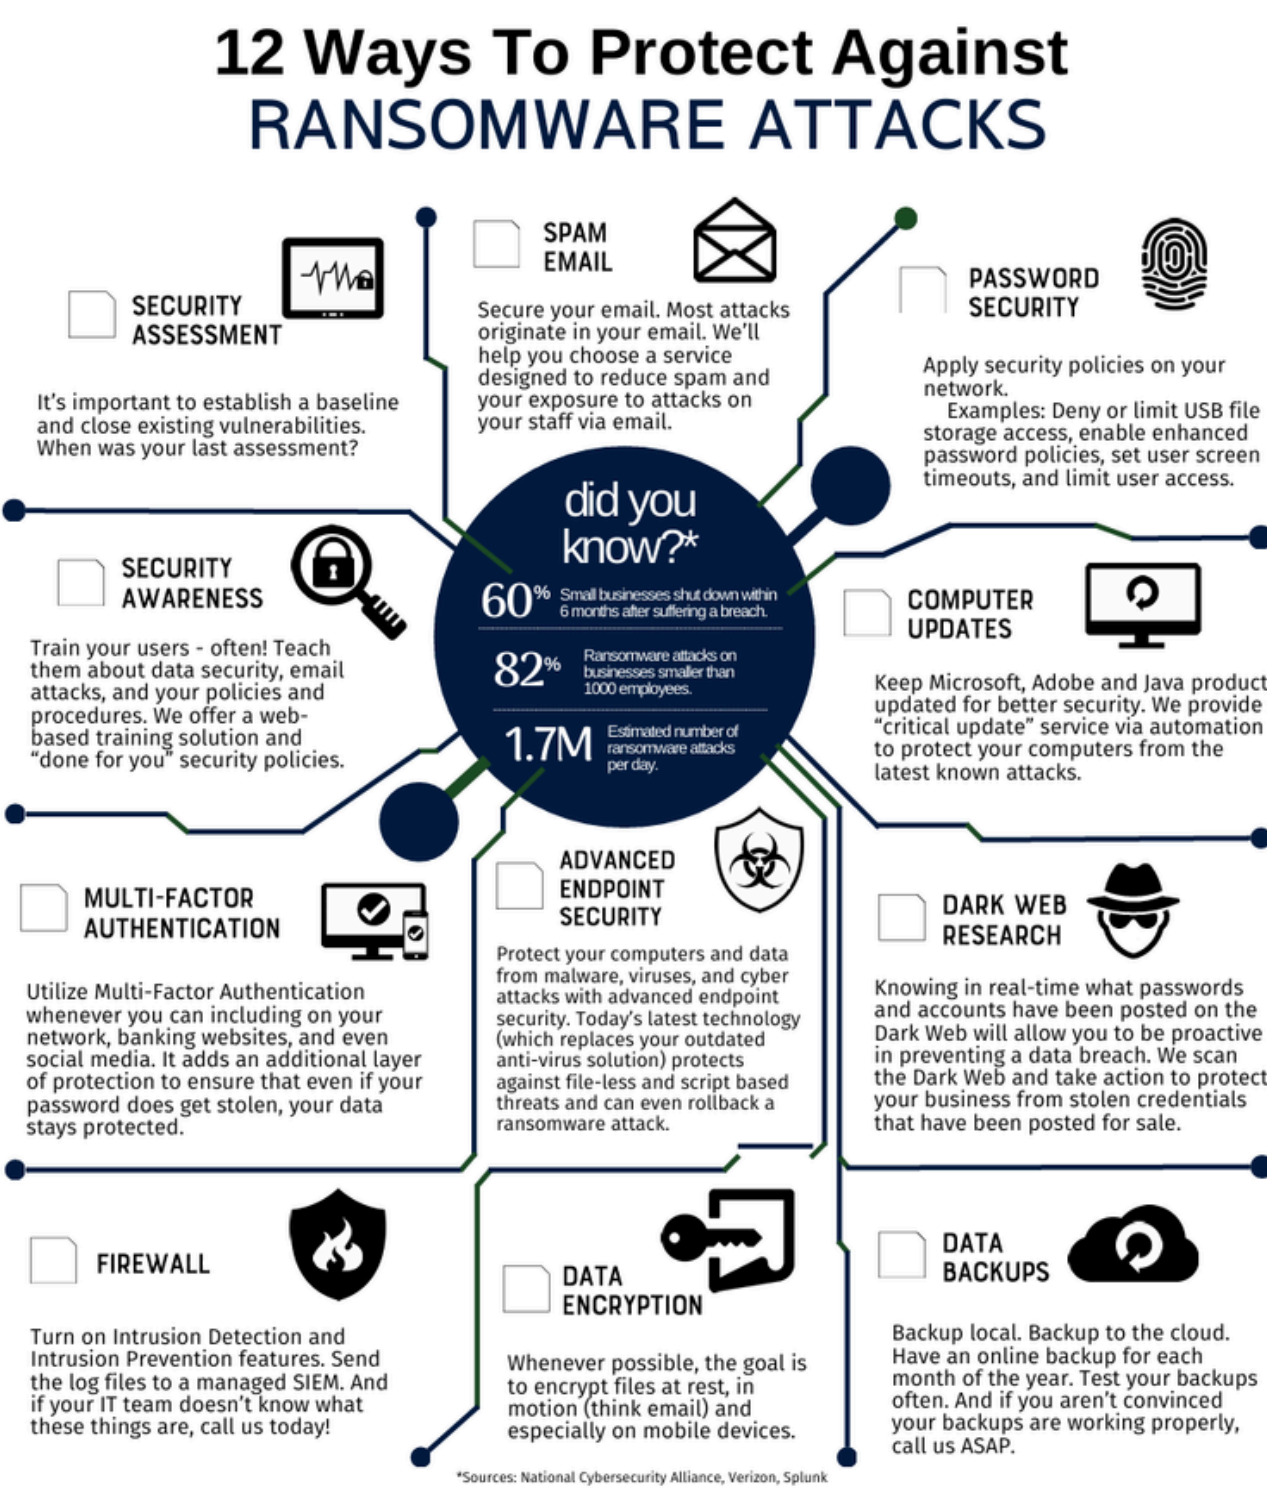 12 Ways To Protect Against
RANSOMWARE ATTACKS
SECURITY
ASSESSMENT
It's important to establish a baseline
and close existing vulnerabilities.
When was your last assessment?
SPAM
EMAIL
Secure your email. Most attacks
originate in your email. We'll
help you choose a service
designed to reduce spam and
your exposure to attacks on
your staff via email.
PASSWORD
SECURITY
Apply security policies on your
network.
Examples: Deny or limit USB file
storage access, enable enhanced
password policies, set user screen
timeouts, and limit user access.
did you
know?*
60% Small businesses shut down within
6 months after suffering a breach.
82% Ransomware attacks on
businesses smaller than
1000 employees.
1.7M Estimated number of
ransomware attacks
per day.
SECURITY
AWARENESS
Train your users - often! Teach
them about data security, email
attacks, and your policies and
procedures. We offer a web-
based training solution and
“done for you” security policies.
COMPUTER
UPDATES
Keep Microsoft, Adobe and Java product
updated for better security. We provide
“critical update” service via automation
to protect your computers from the
latest known attacks.
MULTI-FACTOR
AUTHENTICATION
Utilize Multi-Factor Authentication
whenever you can including on your
network, banking websites, and even
social media. It adds an additional layer
of protection to ensure that even if your
password does get stolen, your data
stays protected.
ADVANCED
ENDPOINT
SECURITY
Protect your computers and data
from malware, viruses, and cyber
attacks with advanced endpoint
security. Today's latest technology
(which replaces your outdated
anti-virus solution) protects
against file-less and script based
threats and can even rollback a
ransomware attack.
DARK WEB
RESEARCH
Knowing in real-time what passwords
and accounts have been posted on the
Dark Web will allow you to be proactive
in preventing a data breach. We scan
the Dark Web and take action to protect
your business from stolen credentials
that have been posted for sale.
FIREWALL
Turn on Intrusion Detection and
Intrusion Prevention features. Send
the log files to a managed SIEM. And
if your IT team doesn't know what
these things are, call us today!
DATA
ENCRYPTION
Whenever possible, the goal is
to encrypt files at rest, in
motion (think email) and
especially on mobile devices.
DATA
BACKUPS
Backup local. Backup to the cloud.
Have an online backup for each
month of the year. Test your backups
often. And if you aren't convinced
your backups are working properly,
call us ASAP.
*Sources: National Cybersecurity Alliance, Verizon, Splunk